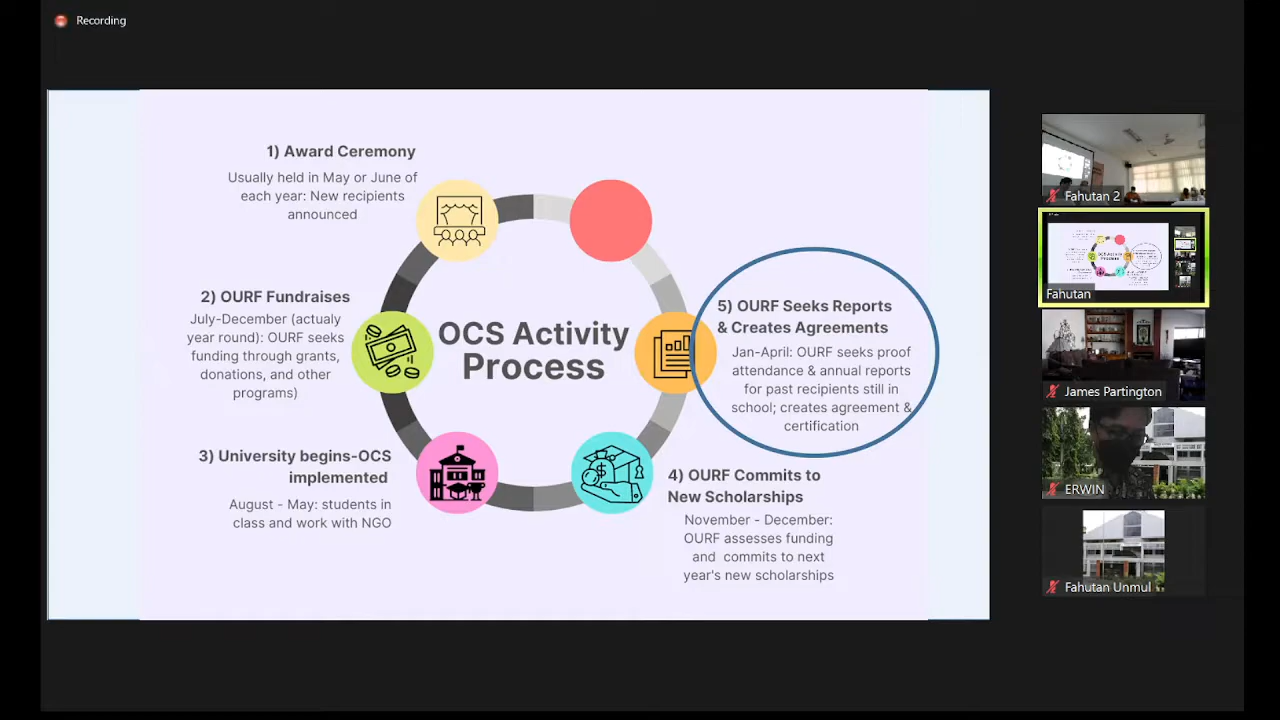 Recording
1) Award Ceremony
Usually held in May or June of
each year: New recipients
announced
2) OURF Fundraises
July-December (actualy
year round): OURF seeks
funding through grants,
donations, and other
programs)
3) University begins-OCS
implemented
August - May: students in
class and work with NGO
OCS Activity
Process
4) OURF Commits to
New Scholarships
November - December:
OURF assesses funding
and commits to next
year's new scholarships
5) OURF Seeks Reports
& Creates Agreements
Jan-April: OURF seeks proof
attendance & annual reports
for past recipients still in
school; creates agreement &
certification
Fahutan 2
Fahutan
James Partington
ERWIN
Fahutan Unmul